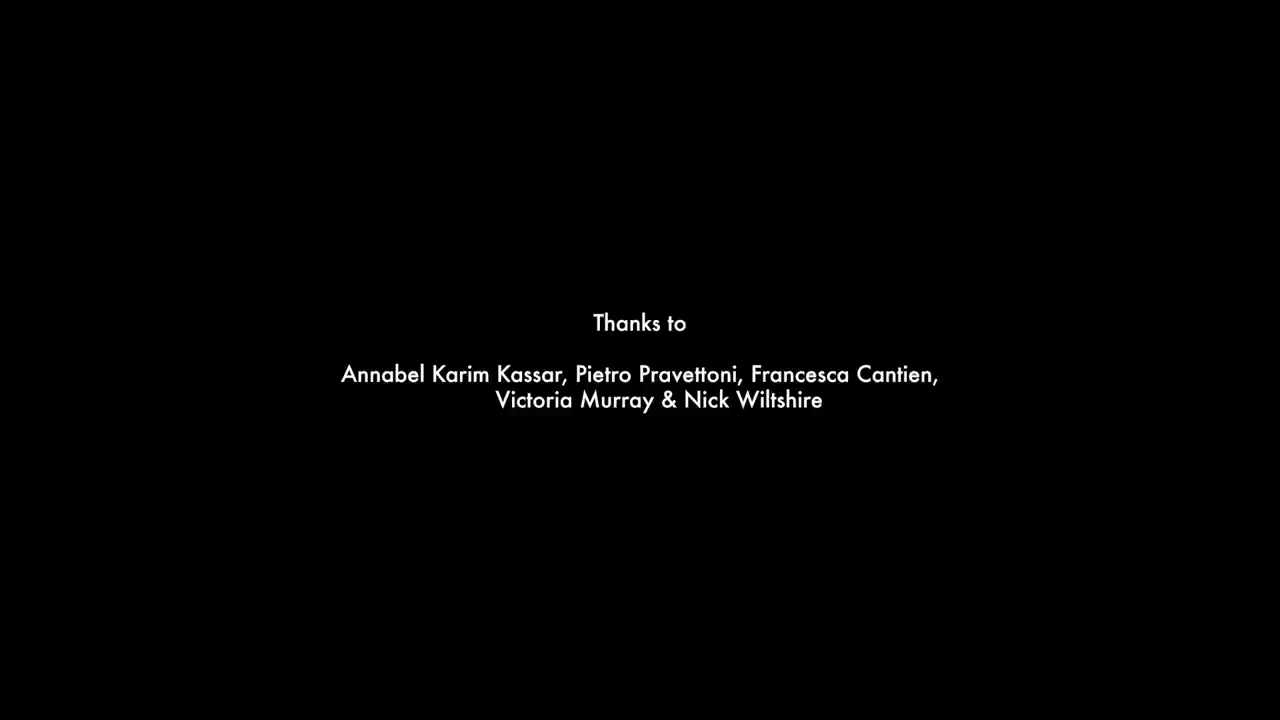 Thanks to
Annabel Karim Kassar, Pietro Pravettoni, Francesca Cantien,
Victoria Murray & Nick Wiltshire